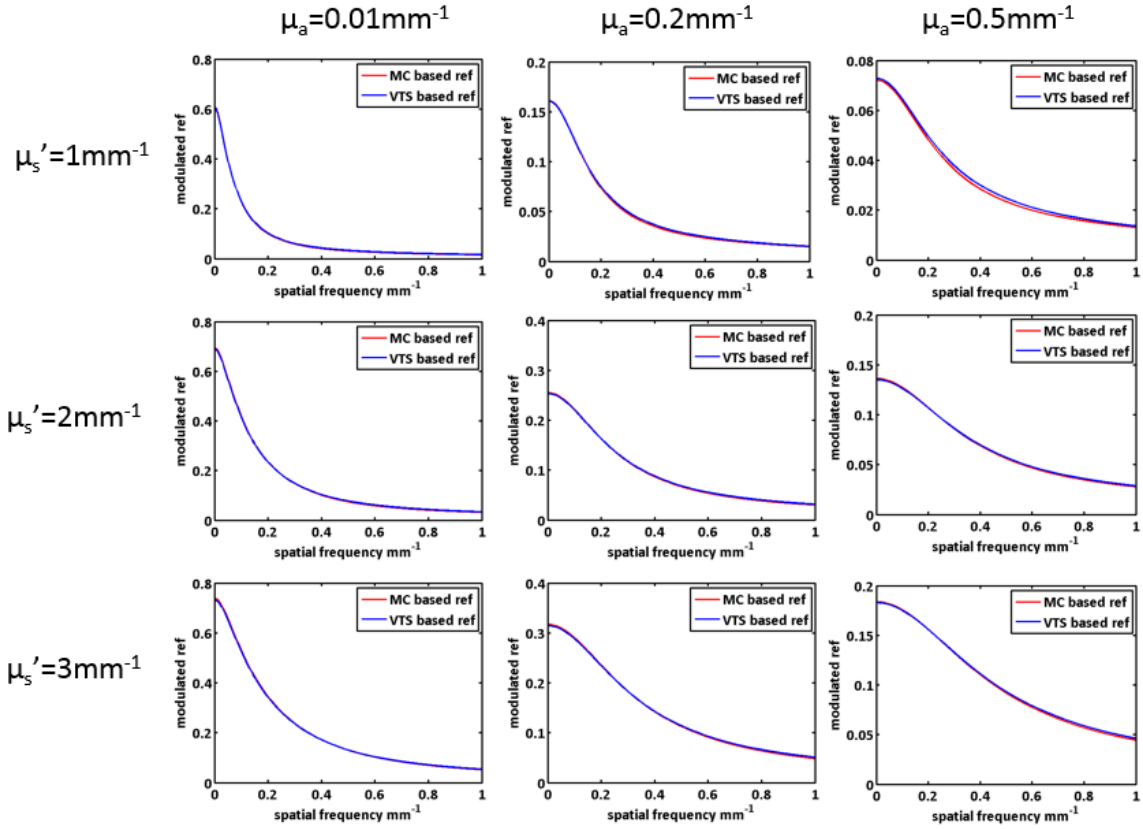 μa=0.01mm-1 μa=0.2mm-1 μa=0.5mm-1
μs’=1mm-1
modulated ref
0.8
0.6
0.4
0.2
0
0 0.2 0.4 0.6 0.8 1
spatial frequency mm-1
MC based ref
VTS based ref
modulated ref
0.2
0.15
0.1
0.05
0
0 0.2 0.4 0.6 0.8 1
spatial frequency mm-1
MC based ref
VTS based ref
modulated ref
0.08
0.06
0.04
0.02
0
0 0.2 0.4 0.6 0.8 1
spatial frequency mm-1
MC based ref
VTS based ref
μs’=2mm-1
modulated ref
0.8
0.6
0.4
0.2
0
0 0.2 0.4 0.6 0.8 1
spatial frequency mm-1
MC based ref
VTS based ref
modulated ref
0.4
0.3
0.2
0.1
0
0 0.2 0.4 0.6 0.8 1
spatial frequency mm-1
MC based ref
VTS based ref
modulated ref
0.2
0.15
0.1
0.05
0
0 0.2 0.4 0.6 0.8 1
spatial frequency mm-1
MC based ref
VTS based ref
μs’=3mm-1
modulated ref
0.8
0.6
0.4
0.2
0
0 0.2 0.4 0.6 0.8 1
spatial frequency mm-1
MC based ref
VTS based ref
modulated ref
0.4
0.3
0.2
0.1
0
0 0.2 0.4 0.6 0.8 1
spatial frequency mm-1
MC based ref
VTS based ref
modulated ref
0.2
0.15
0.1
0.05
0
0 0.2 0.4 0.6 0.8 1
spatial frequency mm-1
MC based ref
VTS based ref